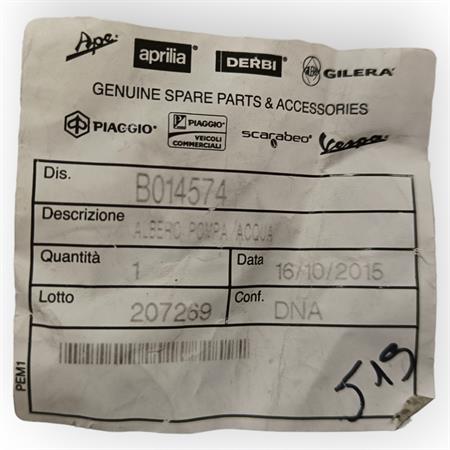 Ape aprilia DERBI GILERA
GENUINE SPARE PARTS & ACCESSORIES
PIAGGIO PIAGGIO VEICOLI COMMERCIALI scarabeo Vespa
Dis. B014574
Descrizione ALBERO POMPA ACQUA
Quantità 1 Data 16/10/2015
Lotto 207269 Conf. DNA
PEM1
519